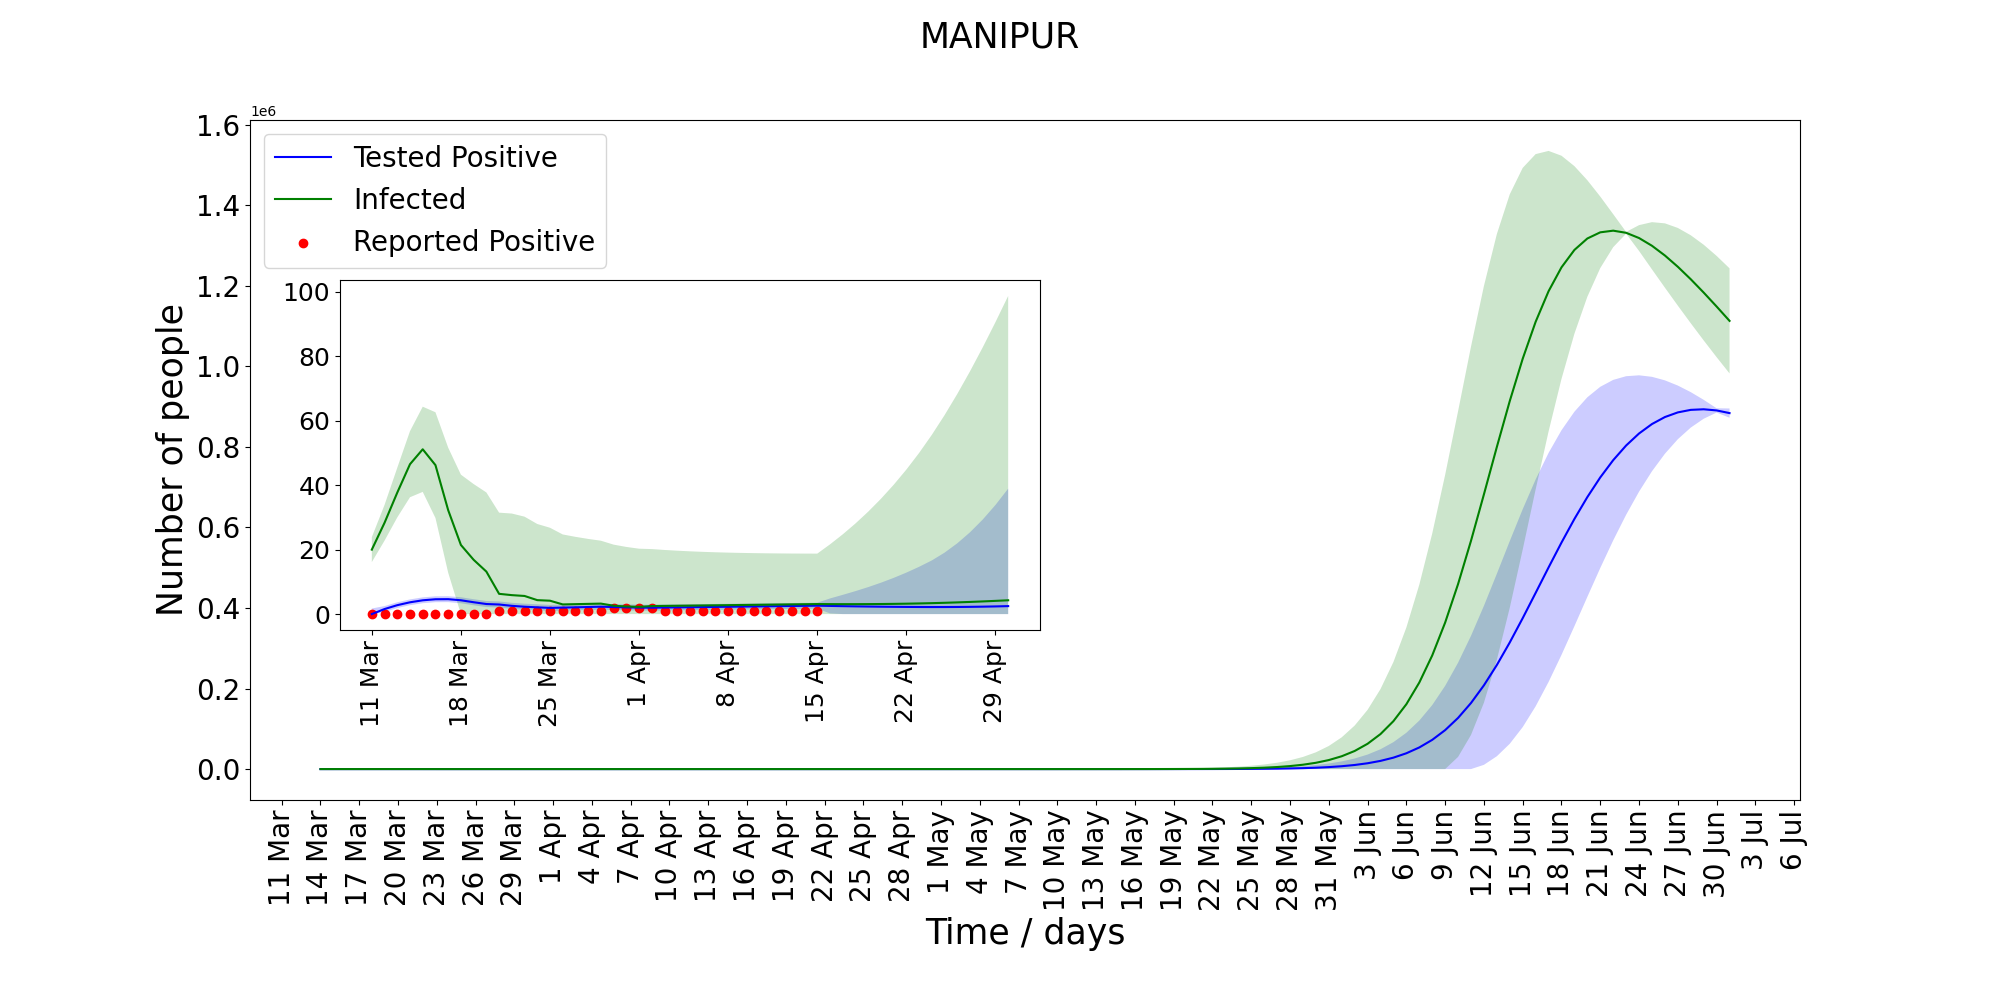 MANIPUR
1e6
1.6
1.4
1.2
1.0
0.8
0.6
0.4
0.2
0.0
Number of people
Tested Positive
Infected
Reported Positive
100
80
60
40
20
0
11 Mar
18 Mar
25 Mar
1 Apr
8 Apr
15 Apr
22 Apr
29 Apr
11 Mar
14 Mar
17 Mar
20 Mar
23 Mar
26 Mar
29 Mar
1 Apr
4 Apr
7 Apr
10 Apr
13 Apr
16 Apr
19 Apr
22 Apr
25 Apr
28 Apr
1 May
4 May
7 May
10 May
13 May
16 May
19 May
22 May
25 May
28 May
31 May
3 Jun
6 Jun
9 Jun
12 Jun
15 Jun
18 Jun
21 Jun
24 Jun
27 Jun
30 Jun
3 Jul
6 Jul
Time / days